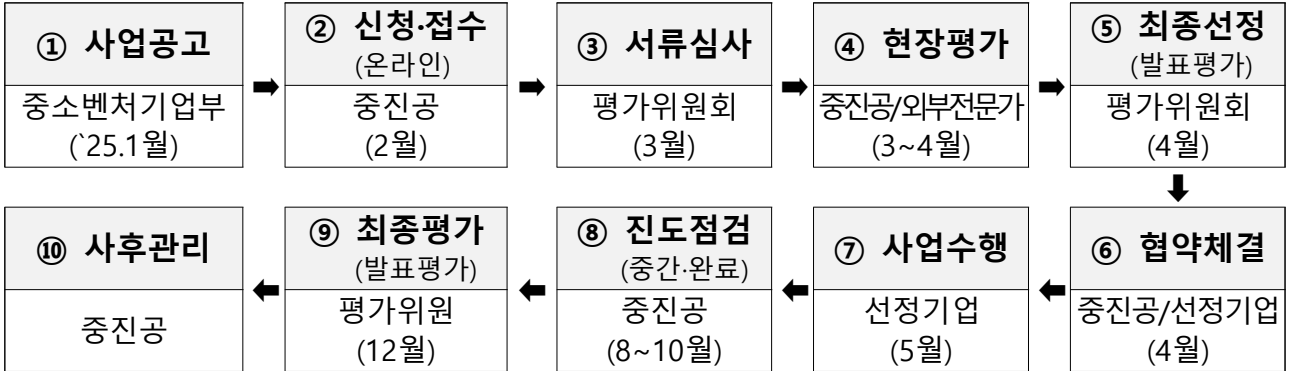 ① 사업공고
중소벤처기업부
(`25.1월)
② 신청·접수
(온라인)
중진공
(2월)
③ 서류심사
평가위원회
(3월)
④ 현장평가
중진공/외부전문가
(3~4월)
⑤ 최종선정
(발표평가)
평가위원회
(4월)
⑥ 협약체결
중진공/선정기업
(4월)
⑦ 사업수행
선정기업
(5월)
⑧ 진도점검
(중간·완료)
중진공
(8~10월)
⑨ 최종평가
(발표평가)
평가위원
(12월)
⑩ 사후관리
중진공